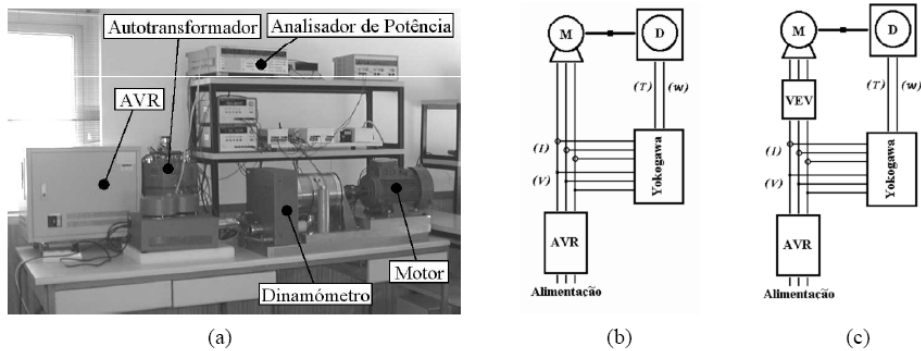 Autotransformador
Analisador de Potência
AVR
Dinamómetro
Motor
(a)
M
D
(T)
(w)
(I)
(V)
Yokogawa
AVR
Alimentação
(b)
M
D
VEV
(T)
(w)
(I)
(V)
Yokogawa
AVR
Alimentação
(c)